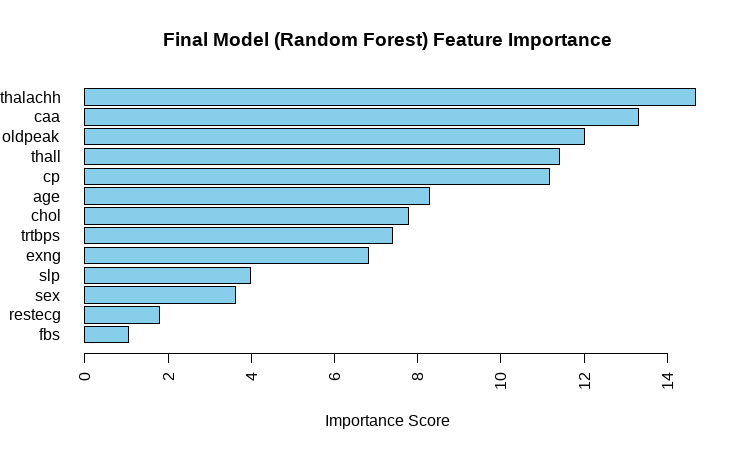 Final Model (Random Forest) Feature Importance
thalachh
caa
oldpeak
thall
cp
age
chol
trtbps
exng
slp
sex
restecg
fbs
0 2 4 6 8 10 12 14
Importance Score